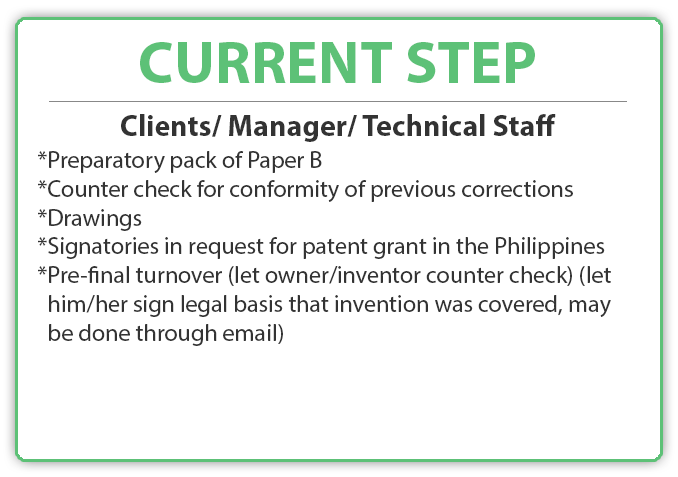 CURRENT STEP
Clients/ Manager/ Technical Staff
*Preparatory pack of Paper B
*Counter check for conformity of previous corrections
*Drawings
*Signatories in request for patent grant in the Philippines
*Pre-final turnover (let owner/inventor counter check) (let
him/her sign legal basis that invention was covered, may
be done through email)